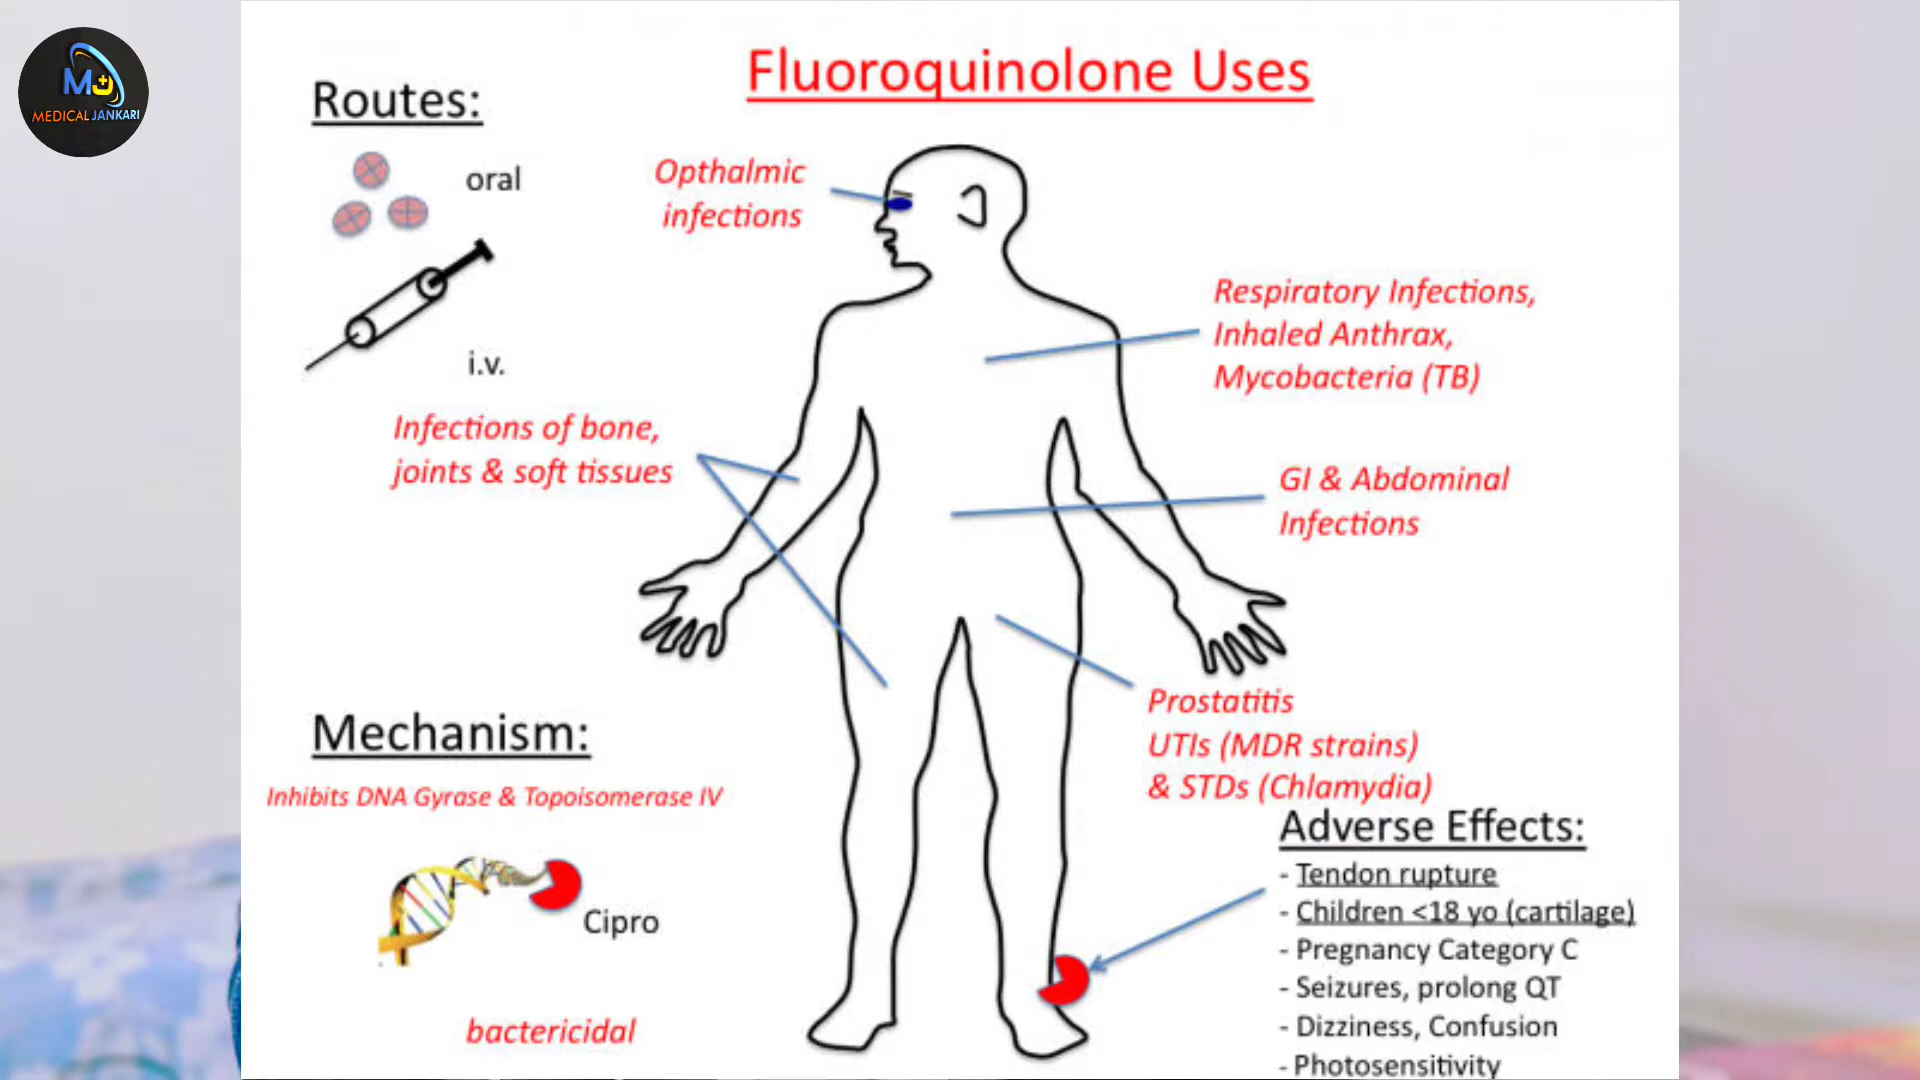 MJ
MEDICAL JANKARI
Fluoroquinolone Uses
Routes:
oral
i.v.
Opthalmic
infections
Respiratory Infections,
Inhaled Anthrax,
Mycobacteria (TB)
Infections of bone,
joints & soft tissues
GI & Abdominal
Infections
Prostatitis
UTIs (MDR strains)
& STDs (Chlamydia)
Mechanism:
Inhibits DNA Gyrase & Topoisomerase IV
Cipro
bactericidal
Adverse Effects:
- Tendon rupture
- Children <18 yo (cartilage)
- Pregnancy Category C
- Seizures, prolong QT
- Dizziness, Confusion
- Photosensitivity